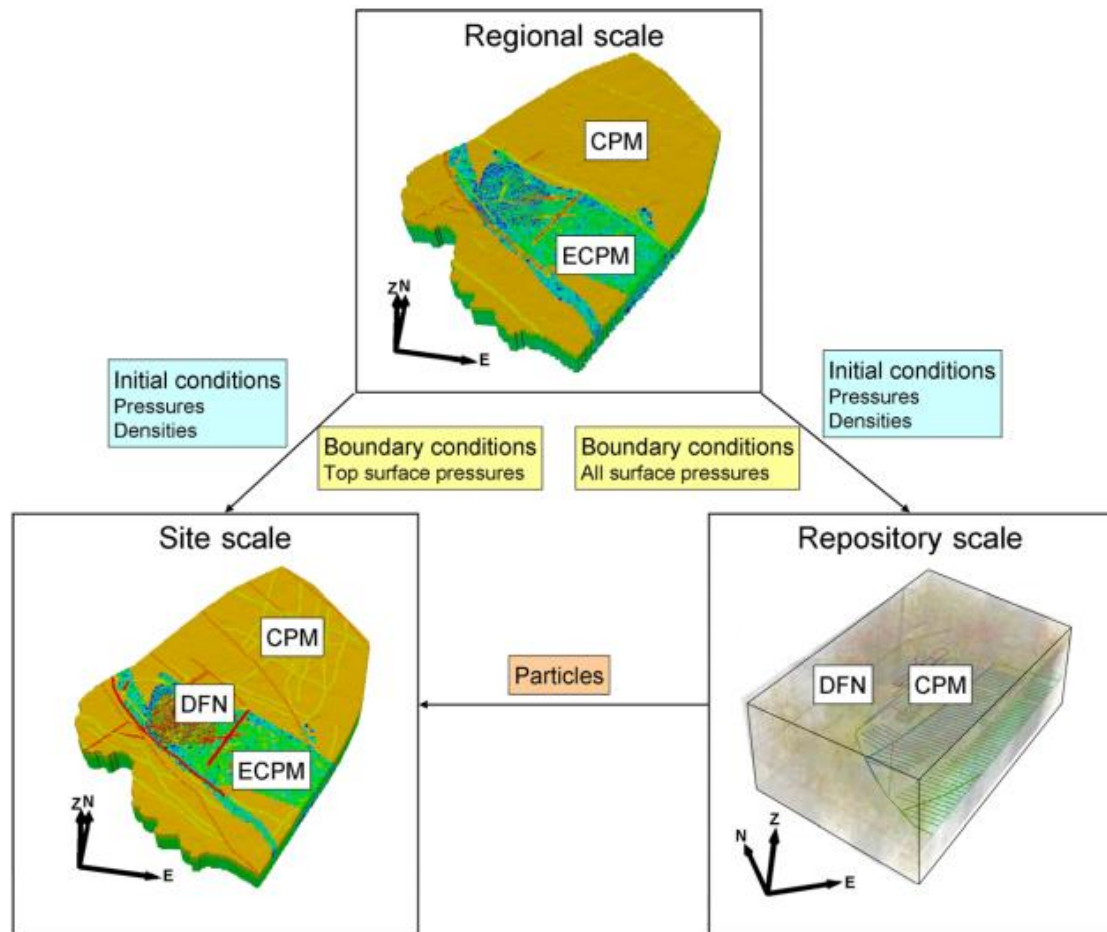 Regional scale
CPM
ECPM
Z N
E
Initial conditions
Pressures
Densities
Initial conditions
Pressures
Densities
Boundary conditions
Top surface pressures
Boundary conditions
All surface pressures
Site scale
CPM
DFN
ECPM
Z N
E
Particles
Repository scale
DFN CPM
N
Z
E